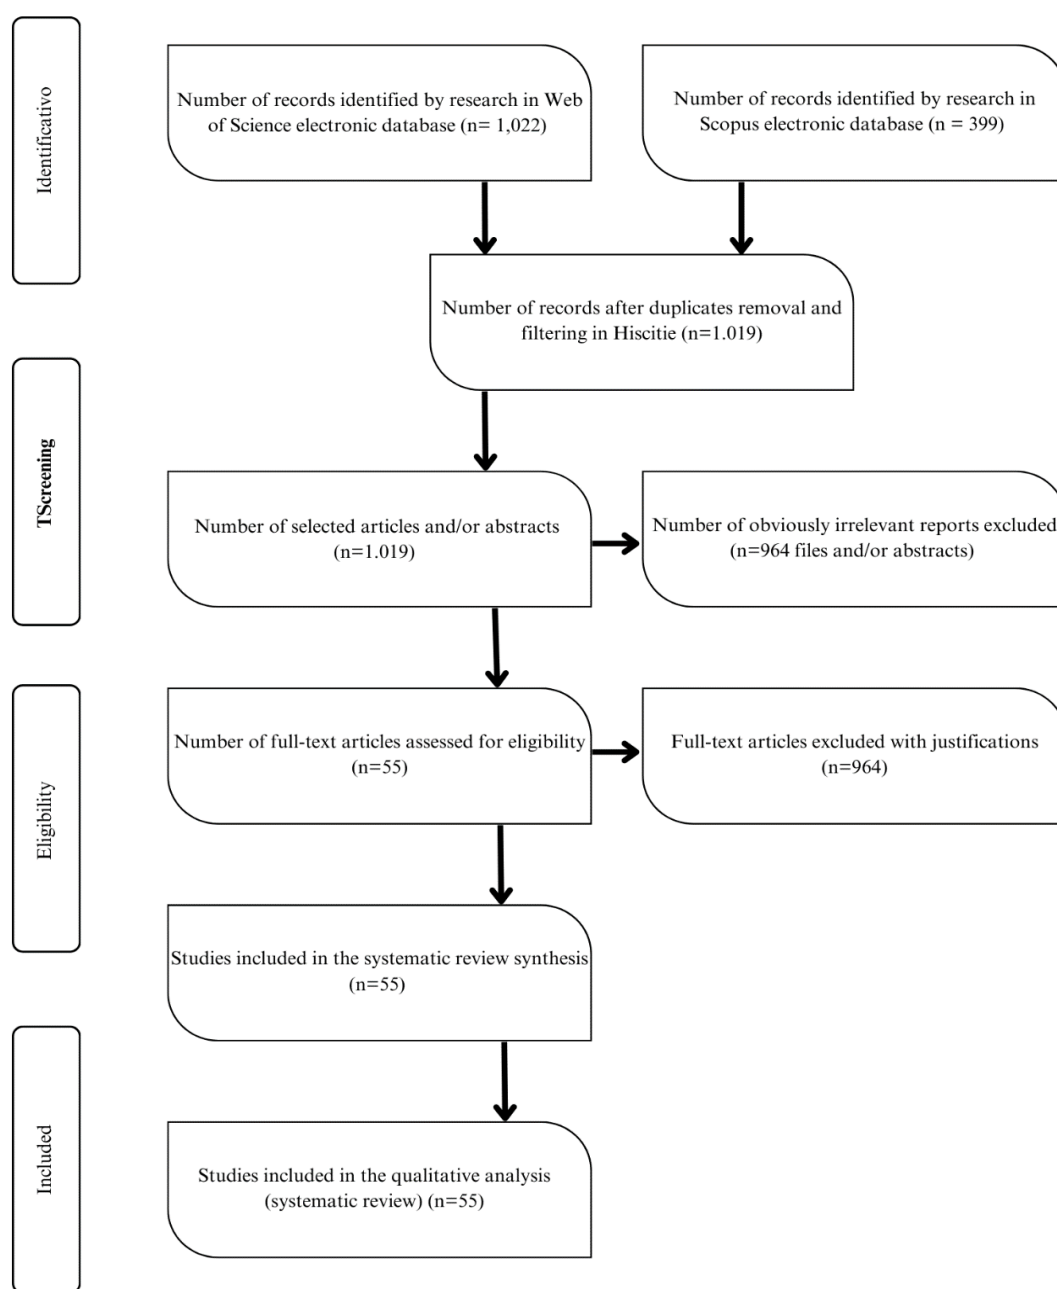 Identificativo
Number of records identified by research in Web
of Science electronic database (n= 1,022)
Number of records identified by research in
Scopus electronic database (n = 399)
Number of records after duplicates removal and
filtering in Hiscitie (n=1.019)
TScreening
Number of selected articles and/or abstracts
(n=1.019)
Number of obviously irrelevant reports excluded
(n=964 files and/or abstracts)
Eligibility
Number of full-text articles assessed for eligibility
(n=55)
Full-text articles excluded with justifications
(n=964)
Studies included in the systematic review synthesis
(n=55)
Included
Studies included in the qualitative analysis
(systematic review) (n=55)